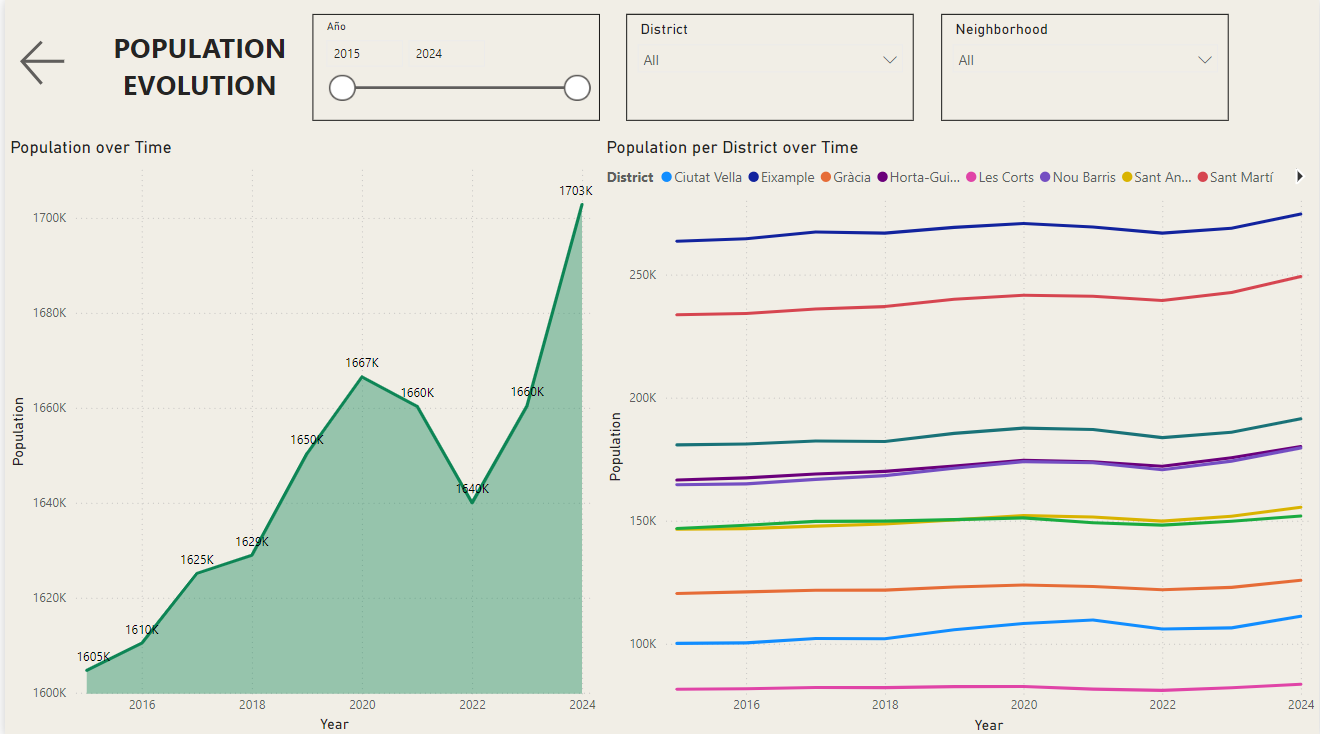 POPULATION
EVOLUTION
Año
2015 2024
District
All
Neighborhood
All
Population over Time
1700K
1680K
1660K
1640K
1620K
1600K
Population
1605K
1610K
1625K
1629K
1650K
1667K
1660K
1640K
1660K
1703K
2016 2018 2020 2022 2024
Year
Population per District over Time
District Ciutat Vella Eixample Gràcia Horta-Gui... Les Corts Nou Barris Sant An... Sant Martí
250K
200K
150K
100K
Population
2016 2018 2020 2022 2024
Year